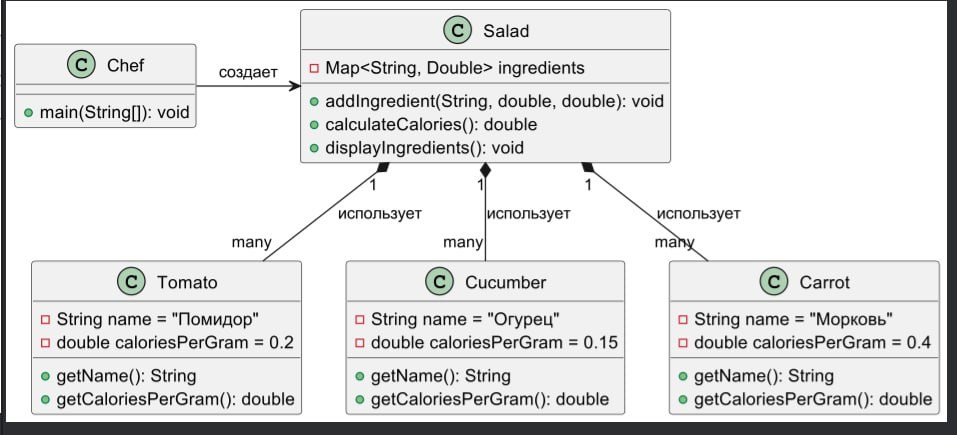 C Chef
main(String[]): void
создает
C Salad
Map<String, Double> ingredients
addIngredient(String, double, double): void
calculateCalories(): double
displayIngredients(): void
1
1
1
использует
использует
использует
many
many
many
C Tomato
String name = "Помидор"
double caloriesPerGram = 0.2
getName(): String
getCaloriesPerGram(): double
C Cucumber
String name = "Огурец"
double caloriesPerGram = 0.15
getName(): String
getCaloriesPerGram(): double
C Carrot
String name = "Морковь"
double caloriesPerGram = 0.4
getName(): String
getCaloriesPerGram(): double